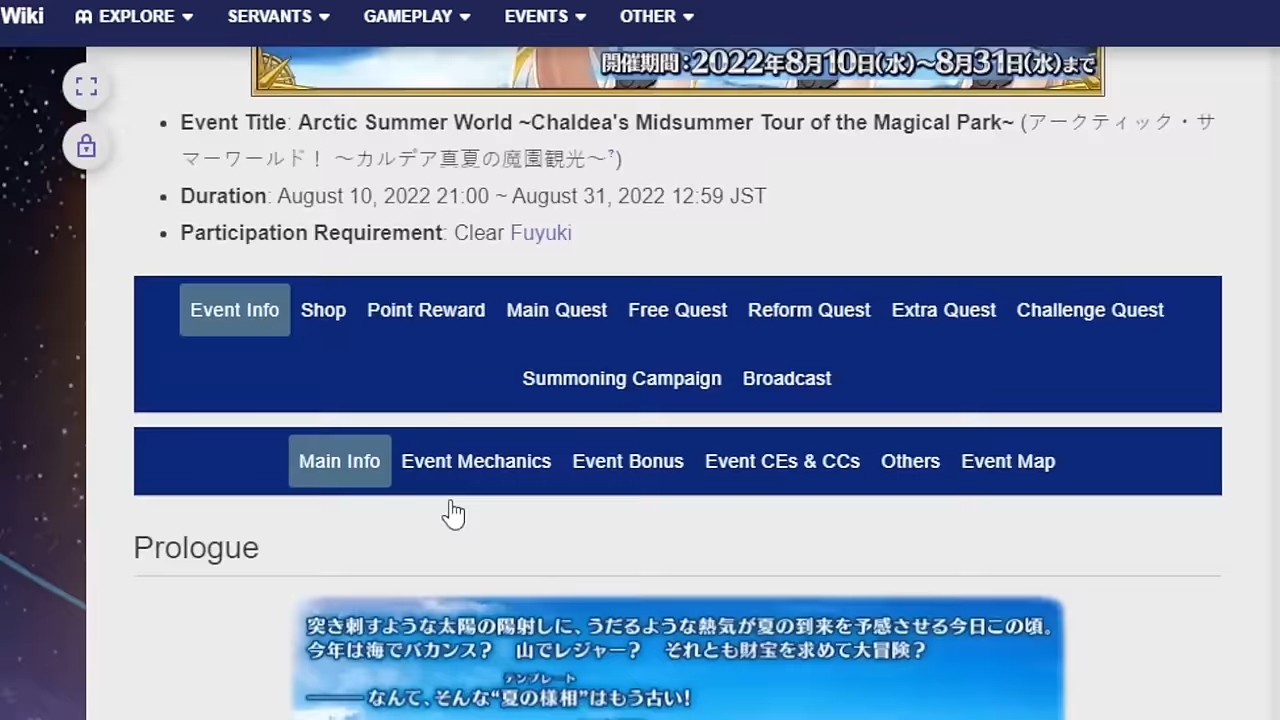 Wiki EXPLORE SERVANTS GAMEPLAY EVENTS OTHER
開催期間:2022年8月10日(水)～8月31日(水)まで
Event Title: Arctic Summer World ~Chaldea's Midsummer Tour of the Magical Park~ (アークティック・サ
マーワールド！ ～カルデア真夏の魔園観光～?)
Duration: August 10, 2022 21:00 ~ August 31, 2022 12:59 JST
Participation Requirement: Clear Fuyuki
Event Info Shop Point Reward Main Quest Free Quest Reform Quest Extra Quest Challenge Quest
Summoning Campaign Broadcast
Main Info Event Mechanics Event Bonus Event CEs & CCs Others Event Map
Prologue
突き刺すような太陽の陽射しに、うだるような熱気が夏の到来を予感させる今日この頃。
今年は海でバカンス？ 山でレジャー？ それとも財宝を求めて大冒険？
テンプレート
――なんて、そんな“夏の様相”はもう古い！